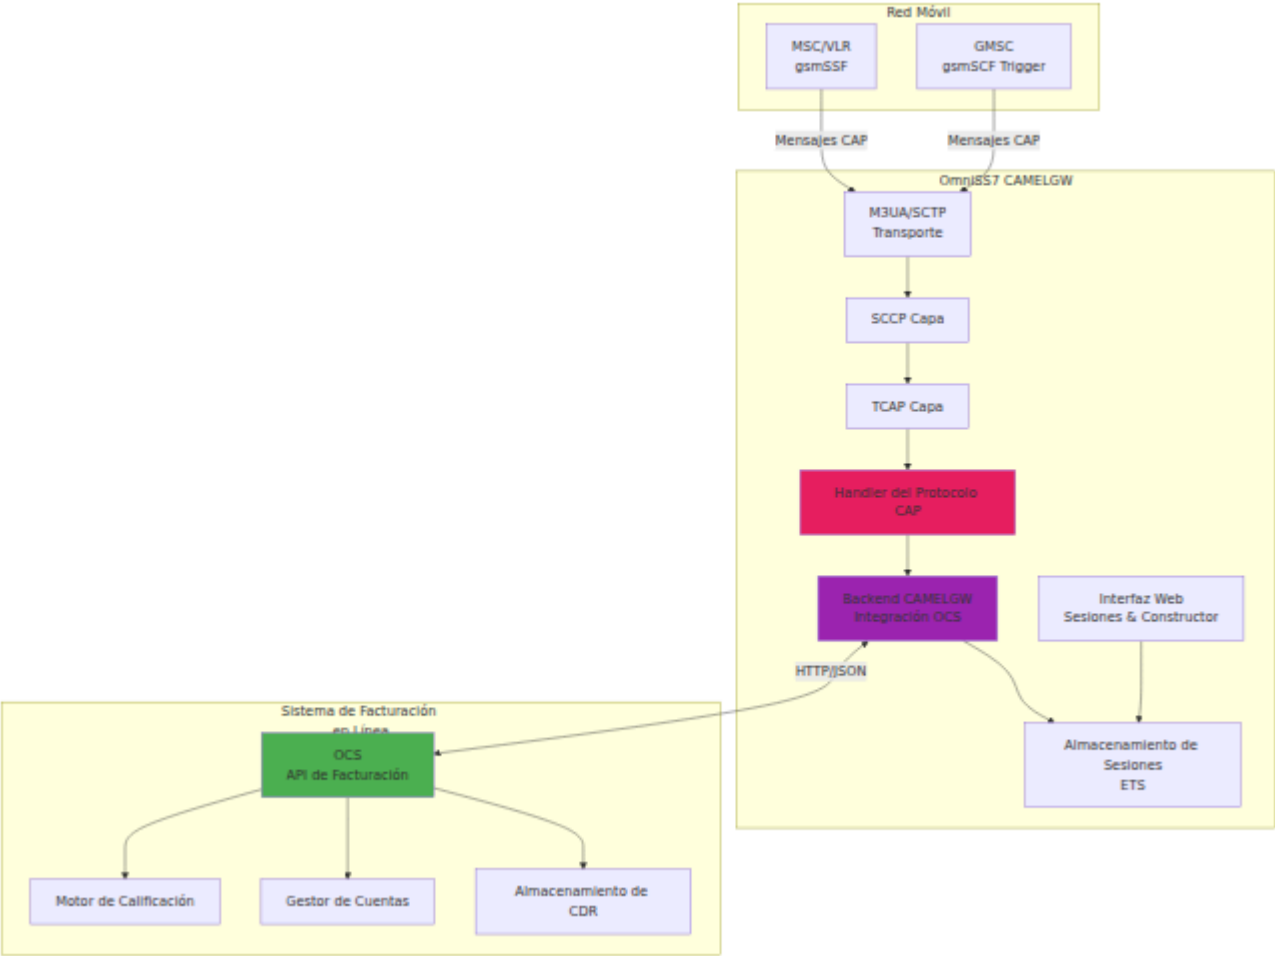 Red Móvil
MSC/VLR
gsmSSF
GMSC
gsmSCF Trigger
Mensajes CAP
Mensajes CAP
OmniSS7 CAMELGW
M3UA/SCTP
Transporte
SCCP Capa
TCAP Capa
Handler del Protocolo
CAP
Backend CAMELGW
Integración OCS
Interfaz Web
Sesiones & Constructor
HTTP/JSON
Almacenamiento de
Sesiones
ETS
Sistema de Facturación
en Línea
OCS
API de Facturación
Motor de Calificación
Gestor de Cuentas
Almacenamiento de
CDR